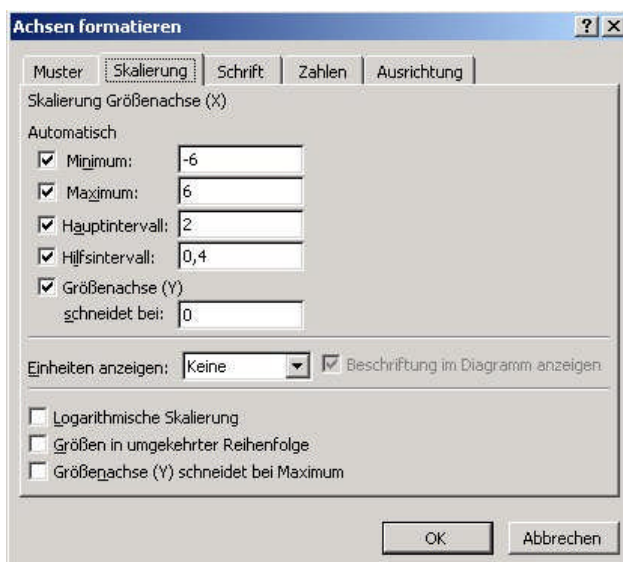 Achsen formatieren
Muster Skalierung Schrift Zahlen Ausrichtung
Skalierung Größenachse (X)
Automatisch
Minimum: -6
Maximum: 6
Hauptintervall: 2
Hilfsintervall: 0,4
Größenachse (Y)
schneidet bei: 0
Einheiten anzeigen: Keine Beschriftung im Diagramm anzeigen
Logarithmische Skalierung
Größen in umgekehrter Reihenfolge
Größenachse (Y) schneidet bei Maximum
OK Abbrechen